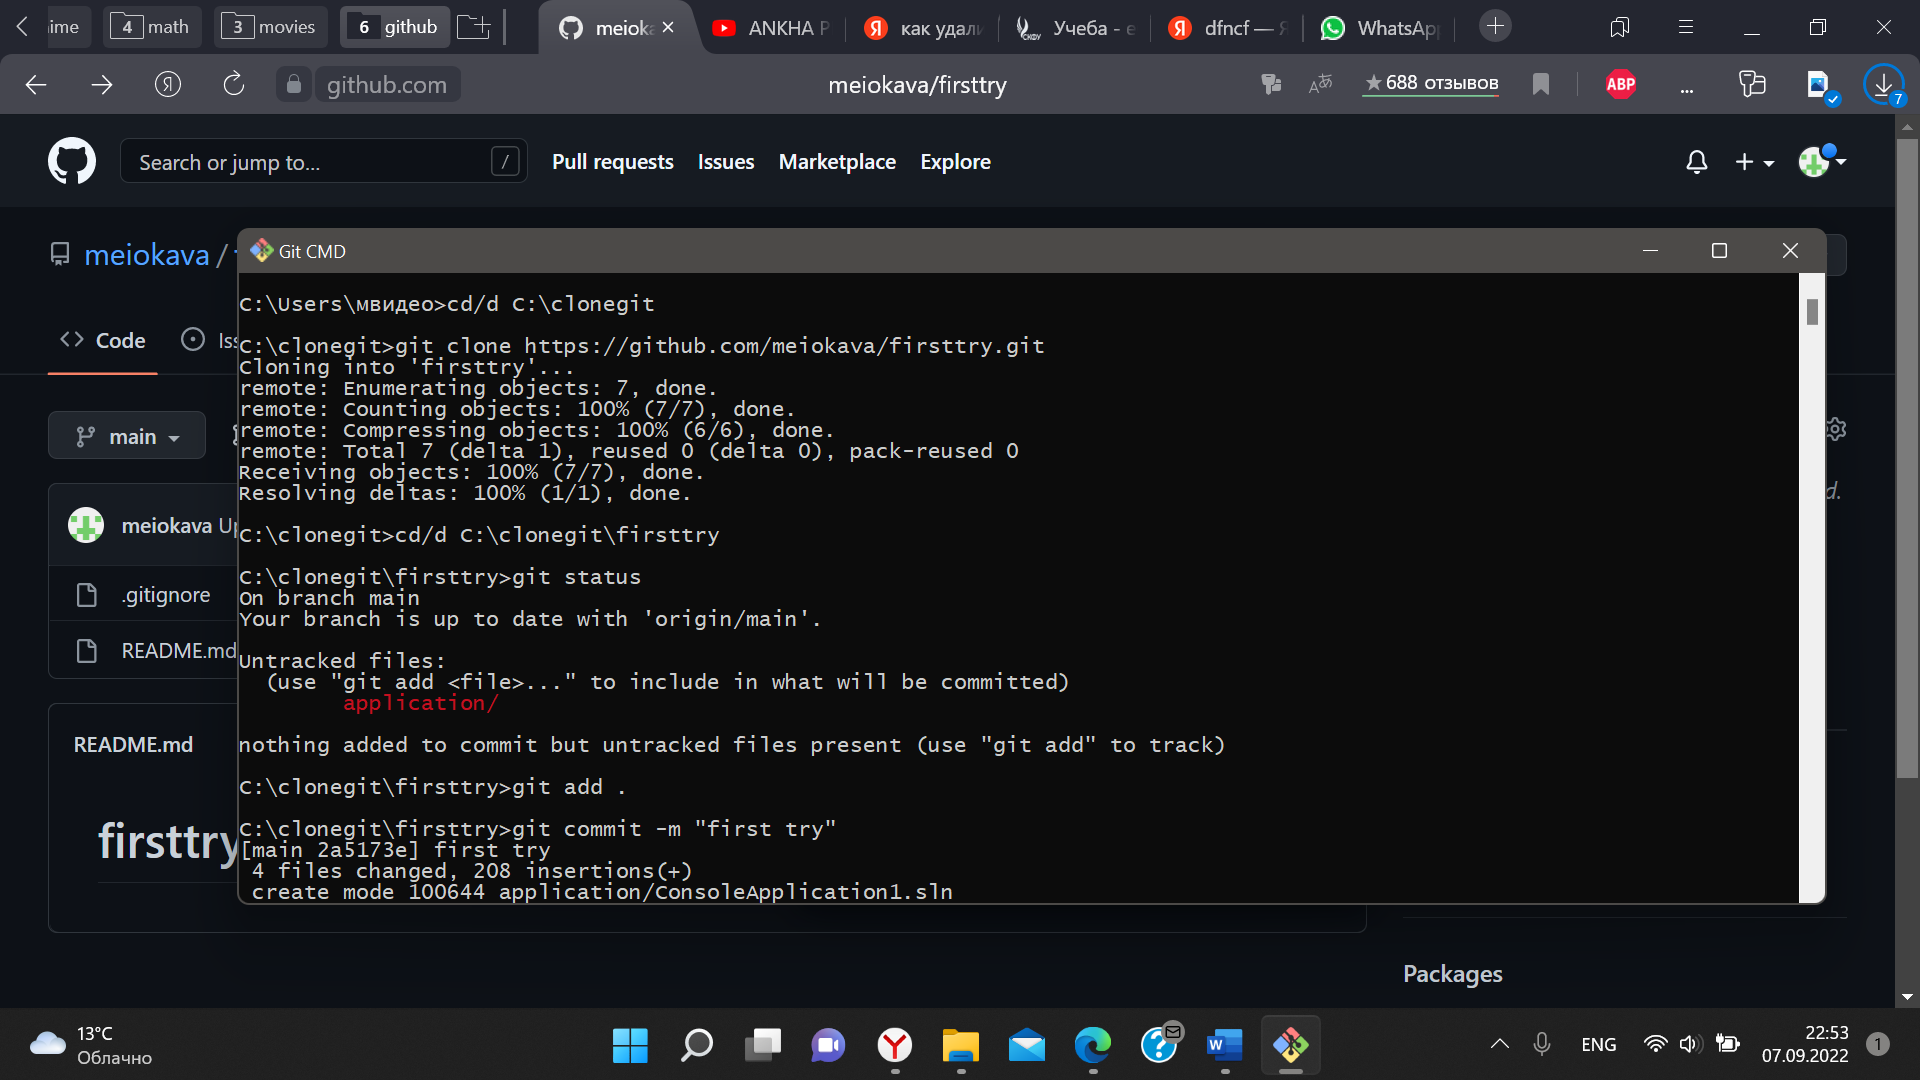 ime
4 math
3 movies
6 github
meiok
ANKHA P
Я как удали
Учеба - е
Я dfncf — Я
WhatsAp
Я
github.com
meiokava/firsttry
★688 отзывов
ABP
...
7
Search or jump to...
/
Pull requests
Issues
Marketplace
Explore
meiokava /
Git CMD
Code
Iss
main
meiokava Up
.gitignore
README.md
README.md
firsttry
C:\Users\мвидео>cd/d C:\clonegit
C:\clonegit>git clone https://github.com/meiokava/firsttry.git
Cloning into 'firsttry'...
remote: Enumerating objects: 7, done.
remote: Counting objects: 100% (7/7), done.
remote: Compressing objects: 100% (6/6), done.
remote: Total 7 (delta 1), reused 0 (delta 0), pack-reused 0
Receiving objects: 100% (7/7), done.
Resolving deltas: 100% (1/1), done.
C:\clonegit>cd/d C:\clonegit\firsttry
C:\clonegit\firsttry>git status
On branch main
Your branch is up to date with 'origin/main'.
Untracked files:
(use "git add <file>..." to include in what will be committed)
application/
nothing added to commit but untracked files present (use "git add" to track)
C:\clonegit\firsttry>git add .
C:\clonegit\firsttry>git commit -m "first try"
[main 2a5173e] first try
4 files changed, 208 insertions(+)
create mode 100644 application/ConsoleApplication1.sln
d.
Packages
13°C
Облачно
ENG
22:53
07.09.2022
1